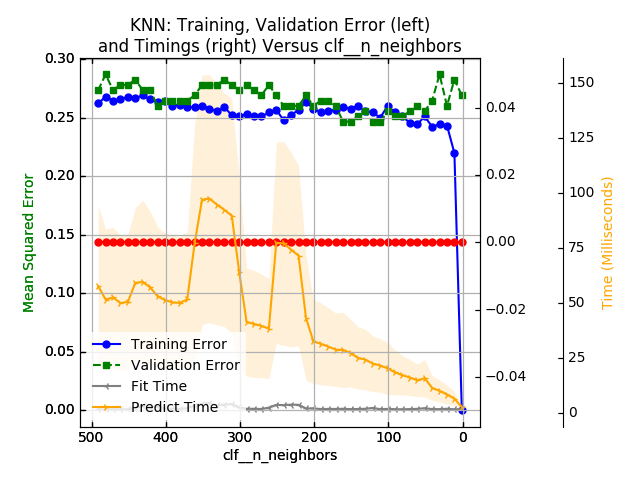 KNN: Training, Validation Error (left)
and Timings (right) Versus clf__n_neighbors
0.30
0.25
0.20
0.15
0.10
0.05
0.00
Mean Squared Error
0.04
0.02
0.00
−0.02
−0.04
150
125
100
75
50
25
0
Time (Milliseconds)
Training Error
Validation Error
Fit Time
Predict Time
500
400
300
200
100
0
clf__n_neighbors